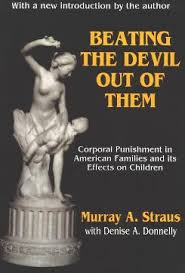 With a new introduction by the author
BEATING
THE DEVIL
OUT OF
THEM
Corporal Punishment in
American Families and its
Effects on Children
Murray A. Straus
with Denise A. Donnelly